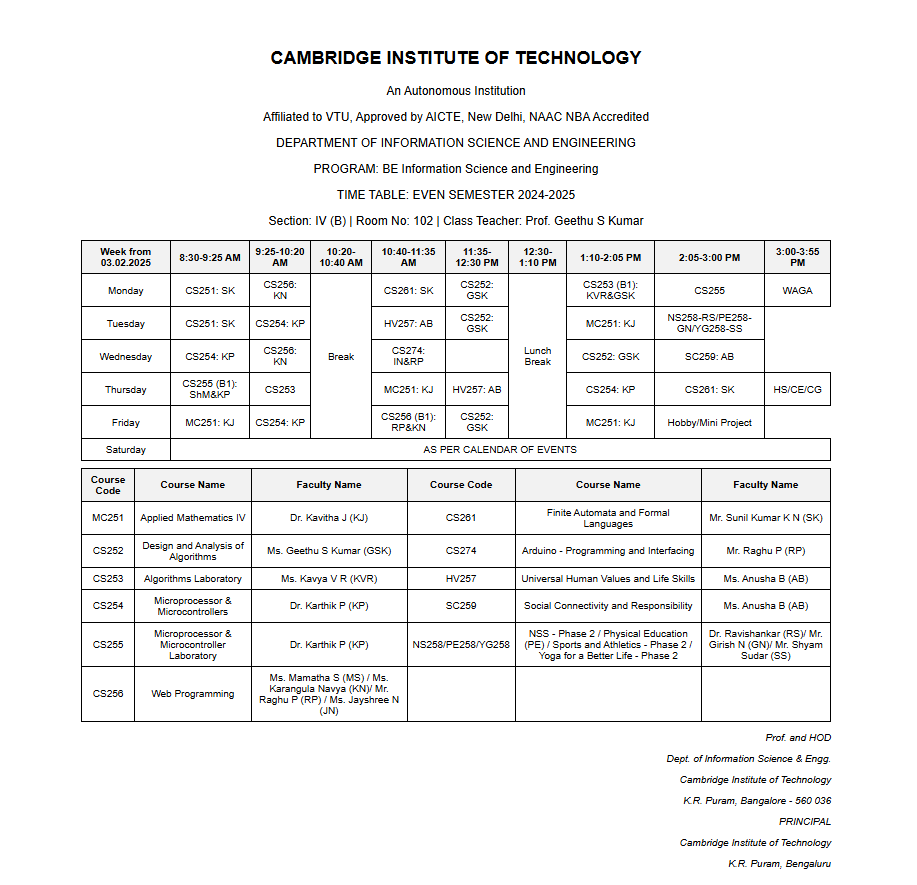 CAMBRIDGE INSTITUTE OF TECHNOLOGY
An Autonomous Institution
Affiliated to VTU, Approved by AICTE, New Delhi, NAAC NBA Accredited
DEPARTMENT OF INFORMATION SCIENCE AND ENGINEERING
PROGRAM: BE Information Science and Engineering
TIME TABLE: EVEN SEMESTER 2024-2025
Section: IV (B) | Room No: 102 | Class Teacher: Prof. Geethu S Kumar
Week from 03.02.2025 8:30-9:25 AM 9:25-10:20 AM 10:20-10:40 AM 10:40-11:35 AM 11:35-12:30 PM 12:30-1:10 PM 1:10-2:05 PM 2:05-3:00 PM 3:00-3:55 PM
Monday CS251: SK CS256: KN Break CS261: SK CS252: GSK Lunch Break CS253 (B1): KVR&GSK CS255 WAGA
Tuesday CS251: SK CS254: KP HV257: AB CS252: GSK MC251: KJ NS258-RS/PE258-GN/YG258-SS
Wednesday CS254: KP CS256: KN CS274: IN&RP CS252: GSK SC259: AB
Thursday CS255 (B1): ShM&KP CS253 MC251: KJ HV257: AB CS254: KP CS261: SK HS/CE/CG
Friday MC251: KJ CS254: KP CS256 (B1): RP&KN CS252: GSK MC251: KJ Hobby/Mini Project
Saturday AS PER CALENDAR OF EVENTS
Course Code Course Name Faculty Name Course Code Course Name Faculty Name
MC251 Applied Mathematics IV Dr. Kavitha J (KJ) CS261 Finite Automata and Formal Languages Mr. Sunil Kumar K N (SK)
CS252 Design and Analysis of Algorithms Ms. Geethu S Kumar (GSK) CS274 Arduino - Programming and Interfacing Mr. Raghu P (RP)
CS253 Algorithms Laboratory Ms. Kavya V R (KVR) HV257 Universal Human Values and Life Skills Ms. Anusha B (AB)
CS254 Microprocessor & Microcontrollers Dr. Karthik P (KP) SC259 Social Connectivity and Responsibility Ms. Anusha B (AB)
CS255 Microprocessor & Microcontroller Laboratory Dr. Karthik P (KP) NS258/PE258/YG258 NSS - Phase 2 / Physical Education (PE) / Sports and Athletics - Phase 2 / Yoga for a Better Life - Phase 2 Dr. Ravishankar (RS)/ Mr. Girish N (GN)/ Mr. Shyam Sudar (SS)
CS256 Web Programming Ms. Mamatha S (MS) / Ms. Karangula Navya (KN)/ Mr. Raghu P (RP) / Ms. Jayshree N (JN)
Prof. and HOD
Dept. of Information Science & Engg.
Cambridge Institute of Technology
K.R. Puram, Bangalore - 560 036
PRINCIPAL
Cambridge Institute of Technology
K.R. Puram, Bengaluru